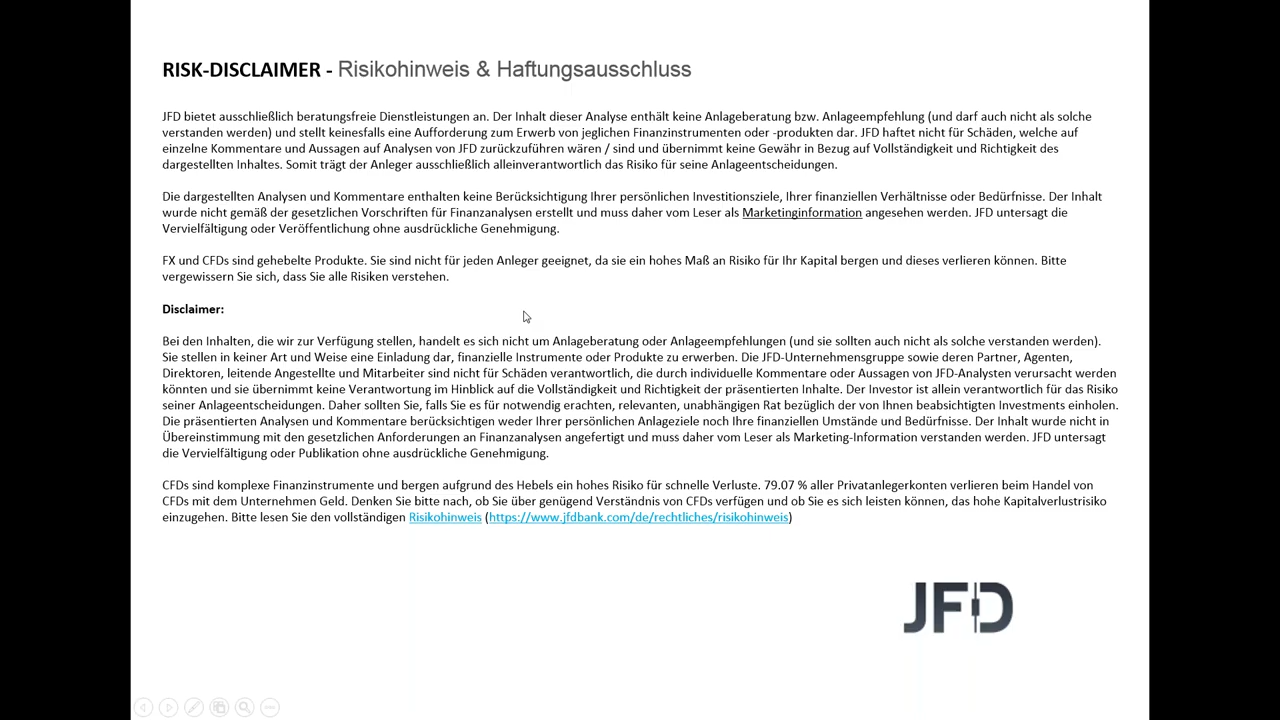 RISK-DISCLAIMER - Risikohinweis & Haftungsausschluss
JFD bietet ausschließlich beratungsfreie Dienstleistungen an. Der Inhalt dieser Analyse enthält keine Anlageberatung bzw. Anlageempfehlung (und darf auch nicht als solche
verstanden werden) und stellt keinesfalls eine Aufforderung zum Erwerb von jeglichen Finanzinstrumenten oder -produkten dar. JFD haftet nicht für Schäden, welche auf
einzelne Kommentare und Aussagen auf Analysen von JFD zurückzuführen wären / sind und übernimmt keine Gewähr in Bezug auf Vollständigkeit und Richtigkeit des
dargestellten Inhaltes. Somit trägt der Anleger ausschließlich alleinverantwortlich das Risiko für seine Anlageentscheidungen.
Die dargestellten Analysen und Kommentare enthalten keine Berücksichtigung Ihrer persönlichen Investitionsziele, Ihrer finanziellen Verhältnisse oder Bedürfnisse. Der Inhalt
wurde nicht gemäß der gesetzlichen Vorschriften für Finanzanalysen erstellt und muss daher vom Leser als Marketinginformation angesehen werden. JFD untersagt die
Vervielfältigung oder Veröffentlichung ohne ausdrückliche Genehmigung.
FX und CFDs sind gehebelte Produkte. Sie sind nicht für jeden Anleger geeignet, da sie ein hohes Maß an Risiko für Ihr Kapital bergen und dieses verlieren können. Bitte
vergewissern Sie sich, dass Sie alle Risiken verstehen.
Disclaimer:
Bei den Inhalten, die wir zur Verfügung stellen, handelt es sich nicht um Anlageberatung oder Anlageempfehlungen (und sie sollten auch nicht als solche verstanden werden).
Sie stellen in keiner Art und Weise eine Einladung dar, finanzielle Instrumente oder Produkte zu erwerben. Die JFD-Unternehmensgruppe sowie deren Partner, Agenten,
Direktoren, leitende Angestellte und Mitarbeiter sind nicht für Schäden verantwortlich, die durch individuelle Kommentare oder Aussagen von JFD-Analysten verursacht werden
könnten und sie übernimmt keine Verantwortung im Hinblick auf die Vollständigkeit und Richtigkeit der präsentierten Inhalte. Der Investor ist allein verantwortlich für das Risiko
seiner Anlageentscheidungen. Daher sollten Sie, falls Sie es für notwendig erachten, relevanten, unabhängigen Rat bezüglich der von Ihnen beabsichtigten Investments einholen.
Die präsentierten Analysen und Kommentare berücksichtigen weder Ihrer persönlichen Anlageziele noch Ihre finanziellen Umstände und Bedürfnisse. Der Inhalt wurde nicht in
Übereinstimmung mit den gesetzlichen Anforderungen an Finanzanalysen angefertigt und muss daher vom Leser als Marketing-Information verstanden werden. JFD untersagt
die Vervielfältigung oder Publikation ohne ausdrückliche Genehmigung.
CFDs sind komplexe Finanzinstrumente und bergen aufgrund des Hebels ein hohes Risiko für schnelle Verluste. 79.07 % aller Privatanlegerkonten verlieren beim Handel von
CFDs mit dem Unternehmen Geld. Denken Sie bitte nach, ob Sie über genügend Verständnis von CFDs verfügen und ob Sie es sich leisten können, das hohe Kapitalverlustrisiko
einzugehen. Bitte lesen Sie den vollständigen Risikohinweis (https://www.jfdbank.com/de/rechtliches/risikohinweis)
JFD